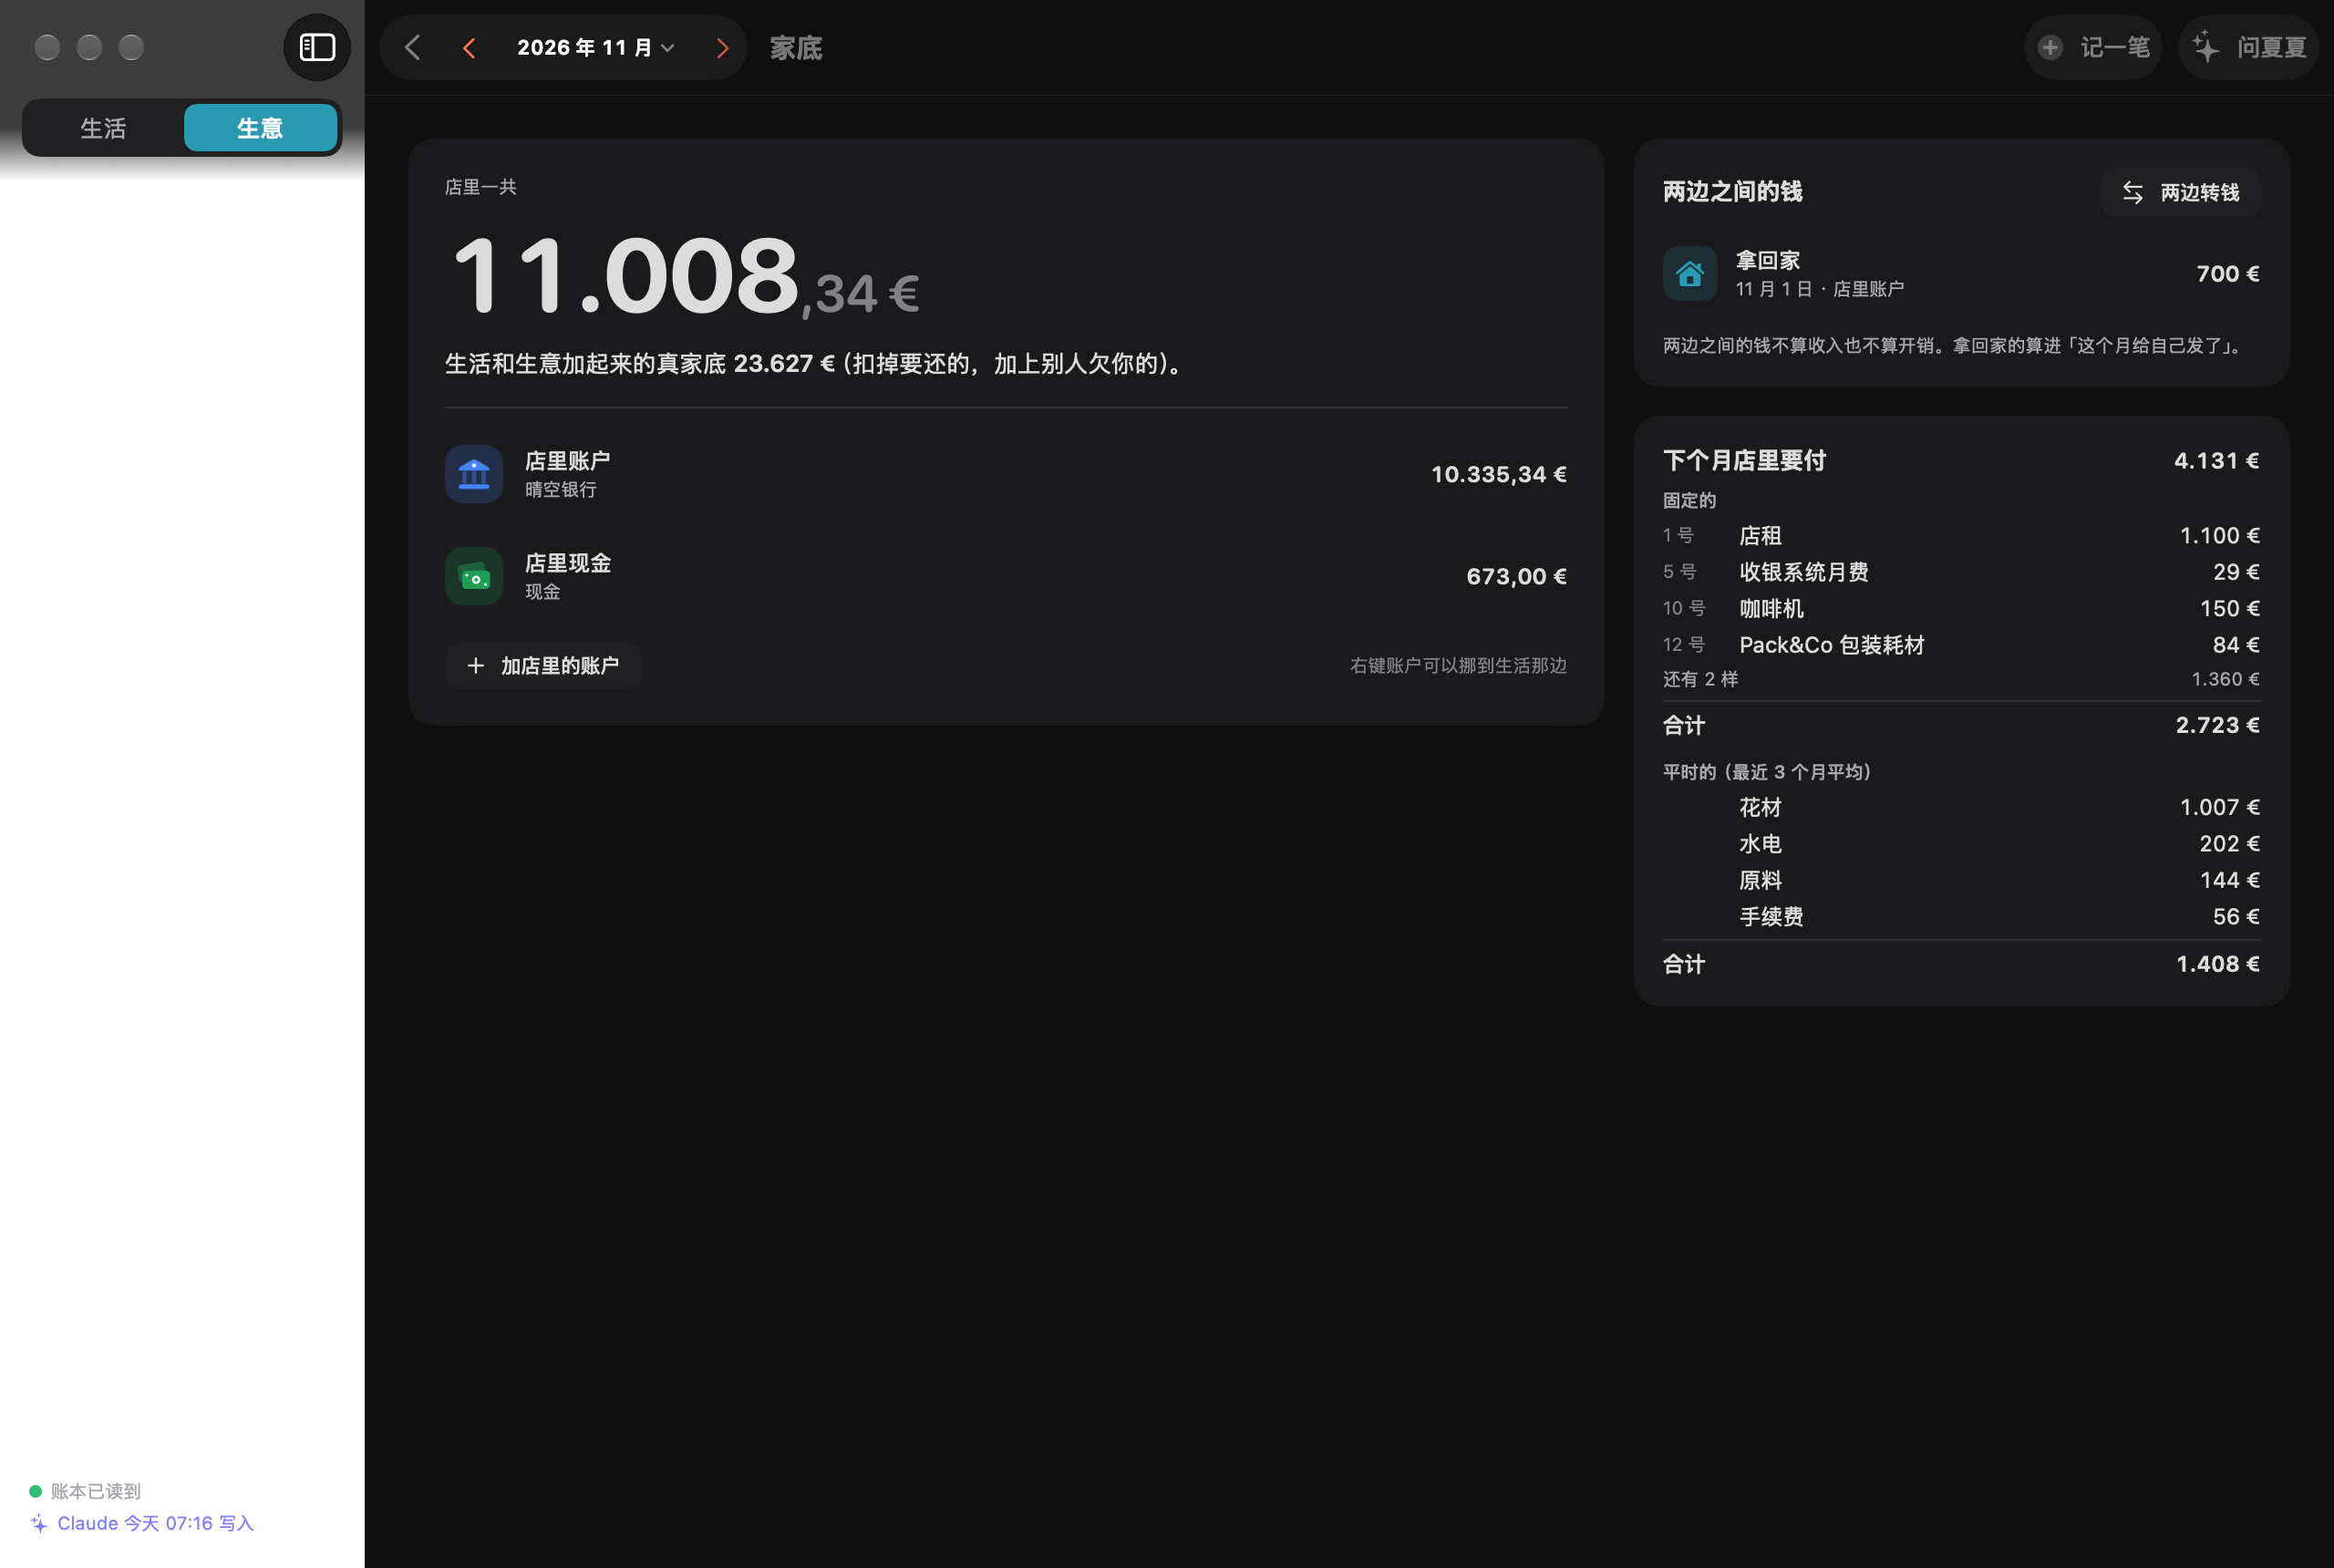 生活
生意
账本已读到
Claude 今天 07:16 写入
2026 年 11 月
家底
记一笔
问夏夏
店里一共
11.008,34 €
生活和生意加起来的真家底 23.627 €（扣掉要还的，加上别人欠你的）。
店里账户
晴空银行
10.335,34 €
店里现金
现金
673,00 €
加店里的账户
右键账户可以挪到生活那边
两边之间的钱
两边转钱
拿回家
11 月 1 日 · 店里账户
700 €
两边之间的钱不算收入也不算开销。拿回家的算进「这个月给自己发了」。
下个月店里要付 4.131 €
固定的
1 号 店租 1.100 €
5 号 收银系统月费 29 €
10 号 咖啡机 150 €
12 号 Pack&Co 包装耗材 84 €
还有 2 样 1.360 €
合计 2.723 €
平时的（最近 3 个月平均）
花材 1.007 €
水电 202 €
原料 144 €
手续费 56 €
合计 1.408 €